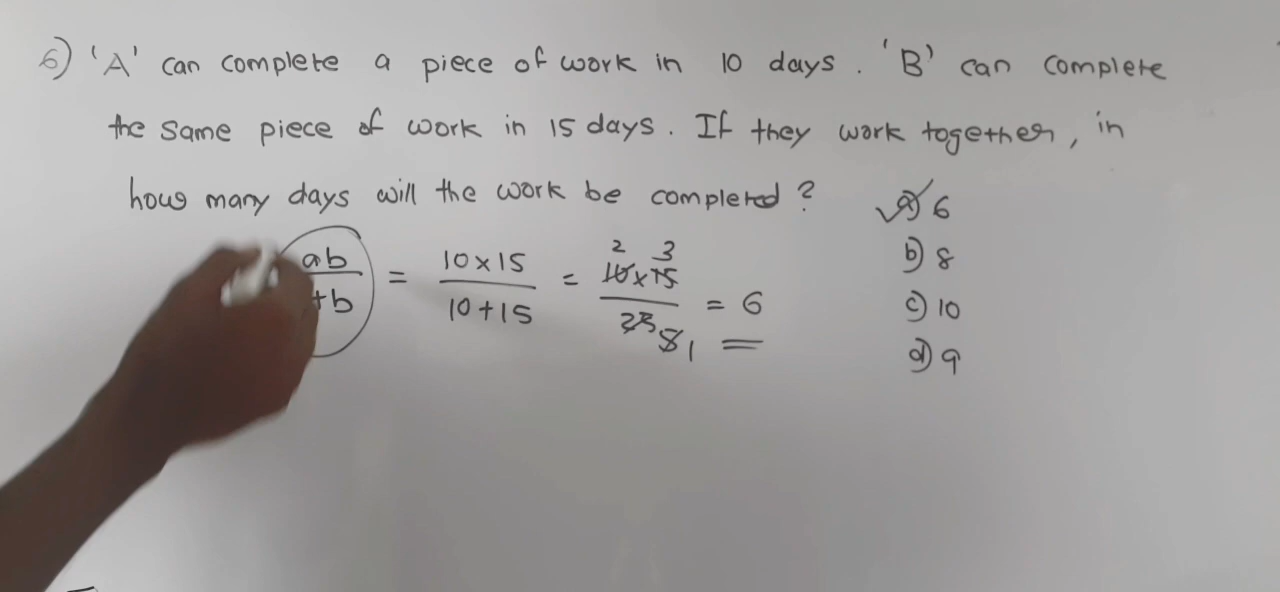 6) 'A' can complete a piece of work in 10 days. 'B' can complete
the same piece of work in 15 days. If they work together, in
how many days will the work be completed?
a) 6
b) 8
c) 10
d) 9
ab/+b = 10×15/10+15 = 10×15/25 = 6
2 3
5 1